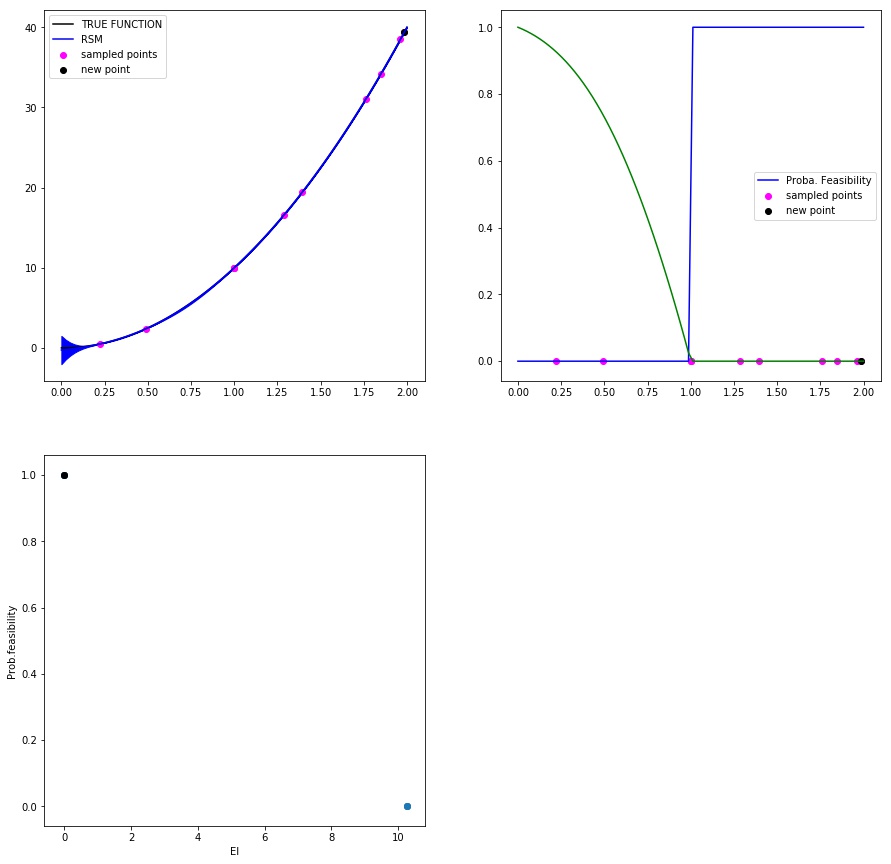 TRUE FUNCTION
RSM
sampled points
new point
40
30
20
10
0
0.00 0.25 0.50 0.75 1.00 1.25 1.50 1.75 2.00
1.0
0.8
0.6
0.4
0.2
0.0
Proba. Feasibility
sampled points
new point
0.00 0.25 0.50 0.75 1.00 1.25 1.50 1.75 2.00
Prob.feasibility
1.0
0.8
0.6
0.4
0.2
0.0
0 2 4 6 8 10
EI